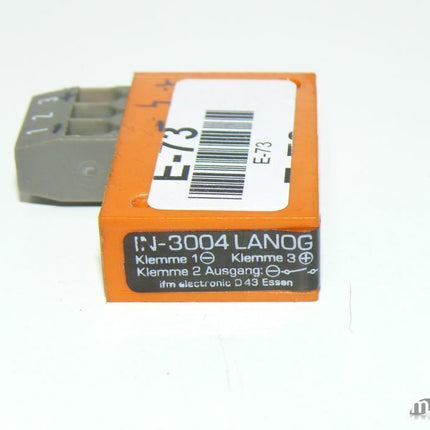 1 2 3
E-73
E-73
IN-3004 LANOG
Klemme 1⊖ Klemme 3⊕
Klemme 2 Ausgang:⊖
ifm electronic D 43 Essen